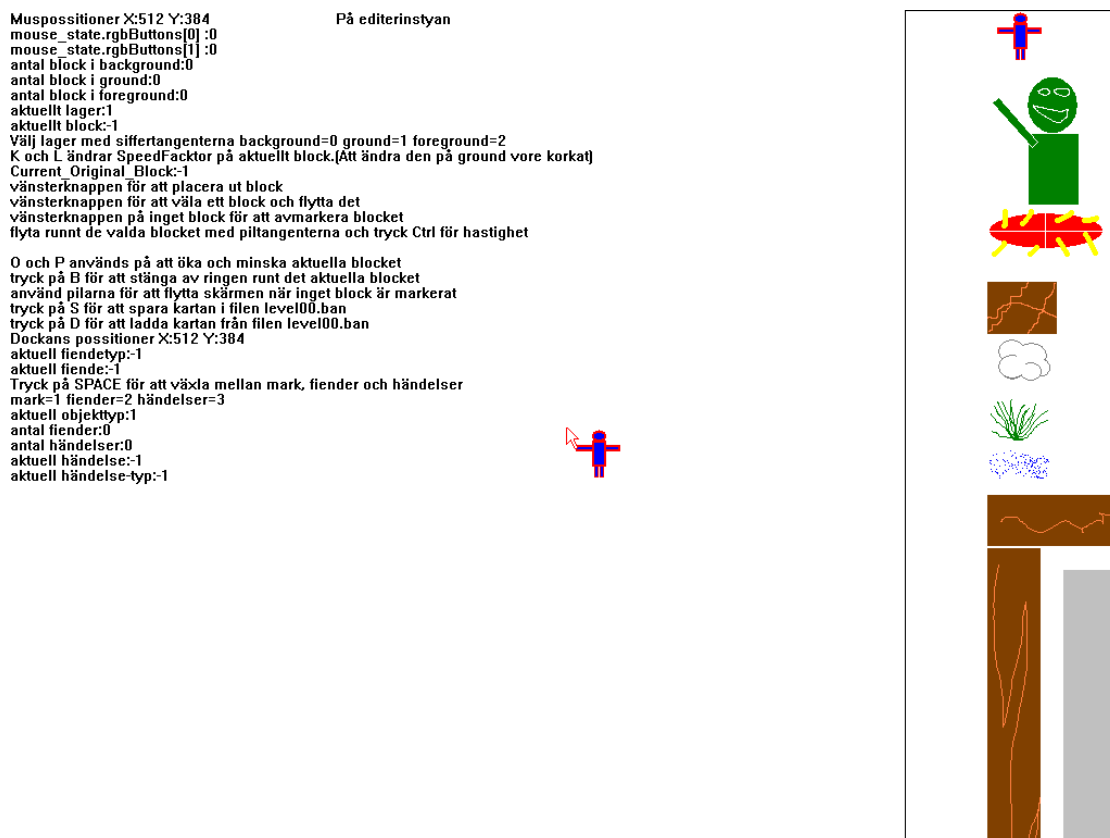 Muspossitioner X:512 Y:384 På editerinstyan
mouse_state.rgbButtons[0] :0
mouse_state.rgbButtons[1] :0
antal block i background:0
antal block i ground:0
antal block i foreground:0
aktuellt lager:1
aktuellt block:-1
Välj lager med siffertangenterna background=0 ground=1 foreground=2
K och L ändrar SpeedFacktor på aktuellt block.(Att ändra den på ground vore korkat)
Current_Original_Block:-1
vänsterknappen för att placera ut block
vänsterknappen för att väla ett block och flytta det
vänsterknappen på inget block för att avmarkera blocket
flyta runnt de valda blocket med piltangenterna och tryck Ctrl för hastighet
O och P används på att öka och minska aktuella blocket
tryck på B för att stänga av ringen runt det aktuella blocket
använd pilarna för att flytta skärmen när inget block är markerat
tryck på S för att spara kartan i filen level00.ban
tryck på D för att ladda kartan från filen level00.ban
Dockans possitioner X:512 Y:384
aktuell fiendetyp:-1
aktuell fiende:-1
Tryck på SPACE för att växla mellan mark, fiender och händelser
mark=1 fiender=2 händelser=3
aktuell objekttyp:1
antal fiender:0
antal händelser:0
aktuell händelse:-1
aktuell händelse-typ:-1